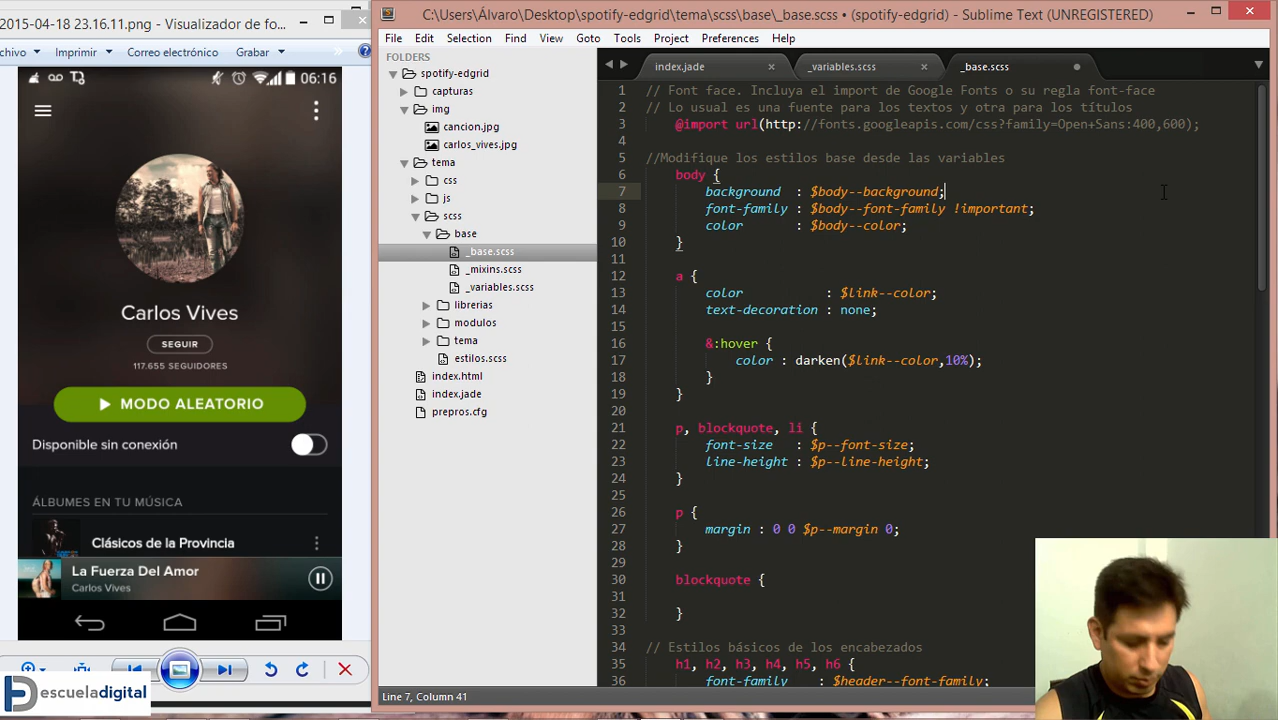 2015-04-18 23.16.11.png - Visualizador de fo...
Imprimir
Correo electrónico
Grabar
»
06:16
Carlos Vives
SEGUIR
117.655 SEGUIDORES
MODO ALEATORIO
Disponible sin conexión
ÁLBUMES EN TU MÚSICA
Clásicos de la Provincia
La Fuerza Del Amor
Carlos Vives
escueladigital
C:\Users\Álvaro\Desktop\spotify-edgrid\tema\scss\base\_base.scss • (spotify-edgrid) - Sublime Text (UNREGISTERED)
File Edit Selection Find View Goto Tools Project Preferences Help
FOLDERS
spotify-edgrid
capturas
img
cancion.jpg
carlos_vives.jpg
tema
css
js
scss
base
_base.scss
_mixins.scss
_variables.scss
librerias
modulos
tema
estilos.scss
index.html
index.jade
prepros.cfg
index.jade
_variables.scss
_base.scss
1 // Font face. Incluya el import de Google Fonts o su regla font-face
2 // Lo usual es una fuente para los textos y otra para los títulos
3 @import url(http://fonts.googleapis.com/css?family=Open+Sans:400,600);
4
5 //Modifique los estilos base desde las variables
6 body {
7 background : $body--background;
8 font-family : $body--font-family !important;
9 color : $body--color;
10 }
11
12 a {
13 color : $link--color;
14 text-decoration : none;
15
16 &:hover {
17 color : darken($link--color,10%);
18 }
19 }
20
21 p, blockquote, li {
22 font-size : $p--font-size;
23 line-height : $p--line-height;
24 }
25
26 p {
27 margin : 0 0 $p--margin 0;
28 }
29
30 blockquote {
31
32 }
33
34 // Estilos básicos de los encabezados
35 h1, h2, h3, h4, h5, h6 {
36 font-family : $header--font-family;
Line 7, Column 41